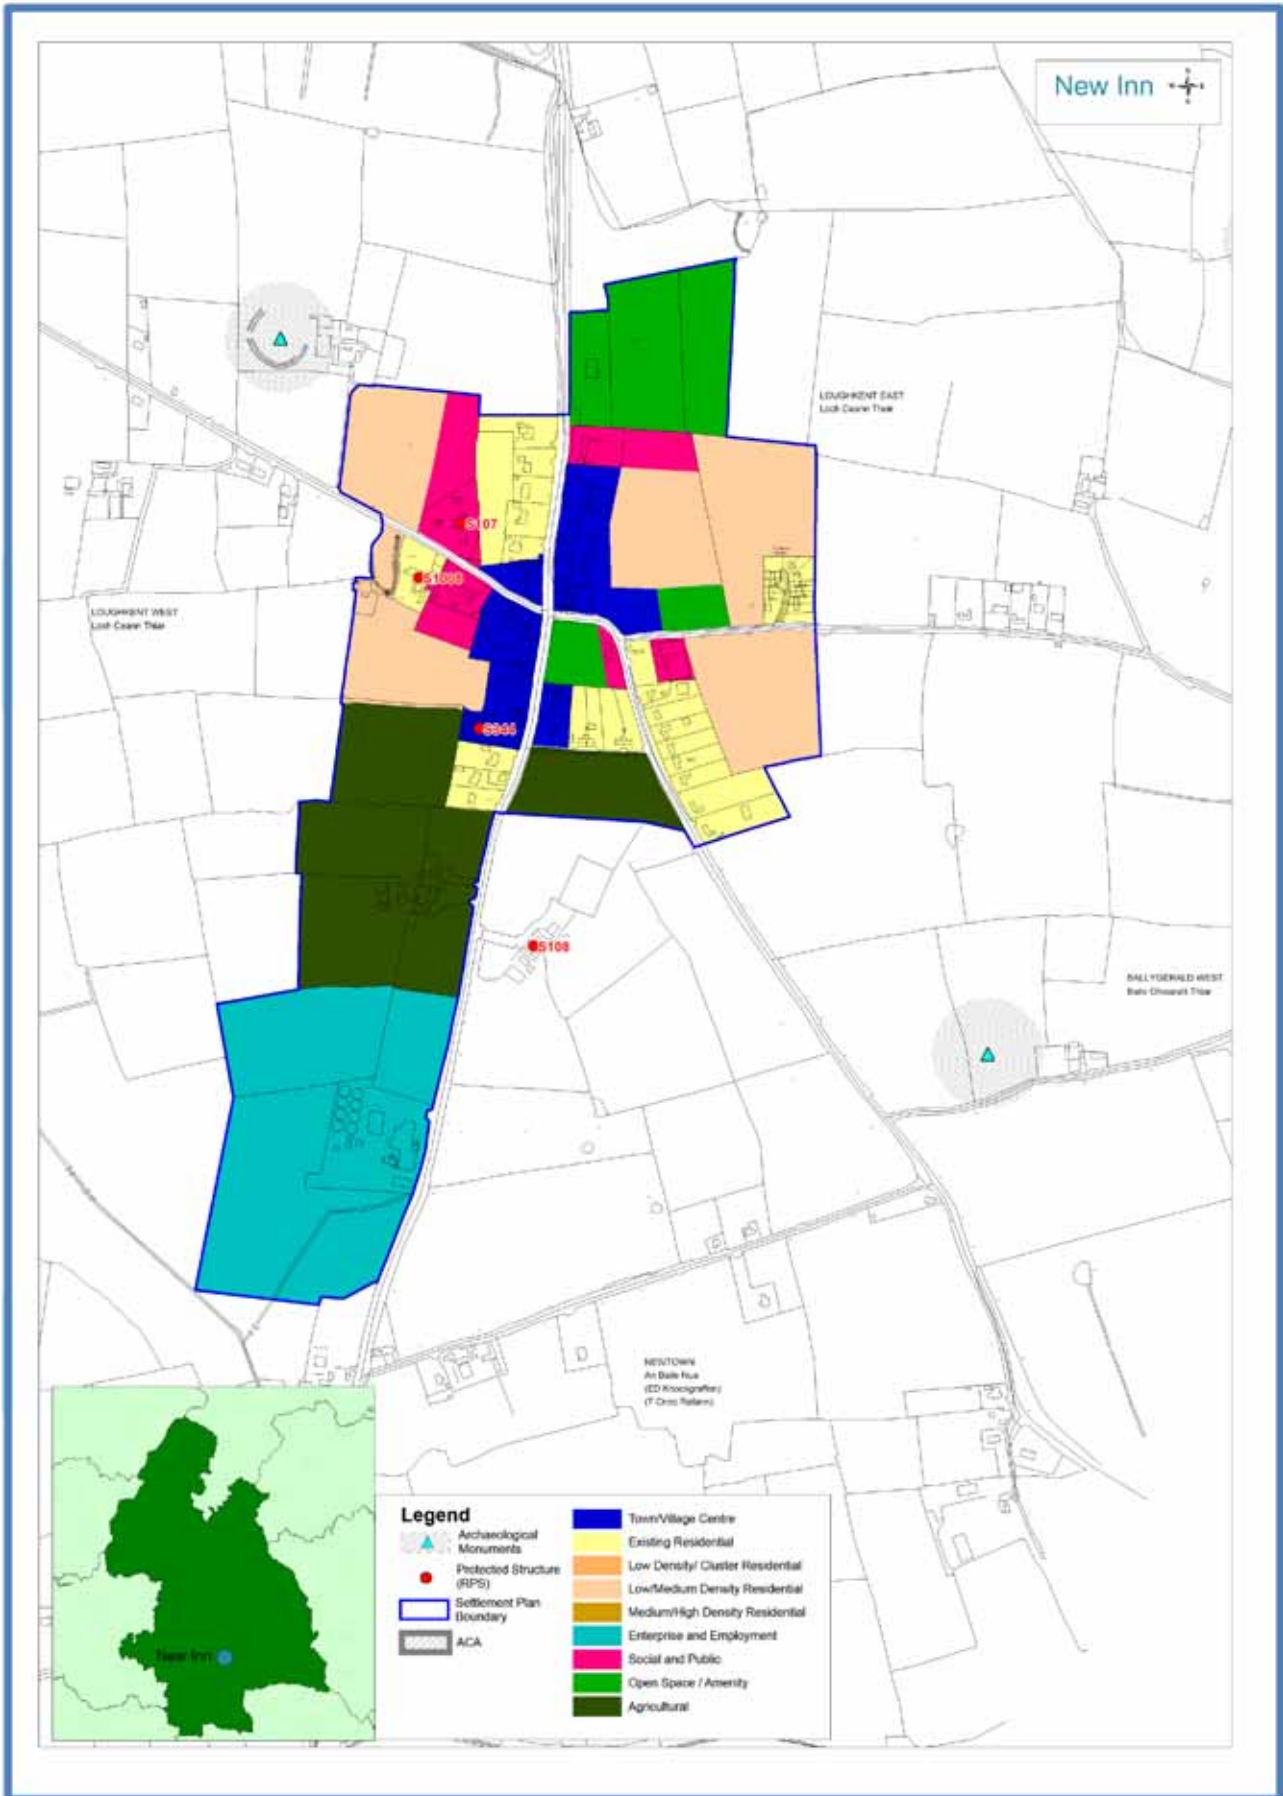 New Inn
LOUGHKENT EAST
Loch Ceann Thoir
S107
S1008
LOUGHKENT WEST
Loch Ceann Thiar
S344
S108
BALLYGERALD WEST
NEWTOWN
An Baile Nua
(ED Knockgraffon)
New Inn
Legend
Archaeological
Monuments
Protected Structure
(RPS)
Settlement Plan
Boundary
ACA
Town/Village Centre
Existing Residential
Low Density/ Cluster Residential
Low/Medium Density Residential
Medium/High Density Residential
Enterprise and Employment
Social and Public
Open Space / Amenity
Agricultural